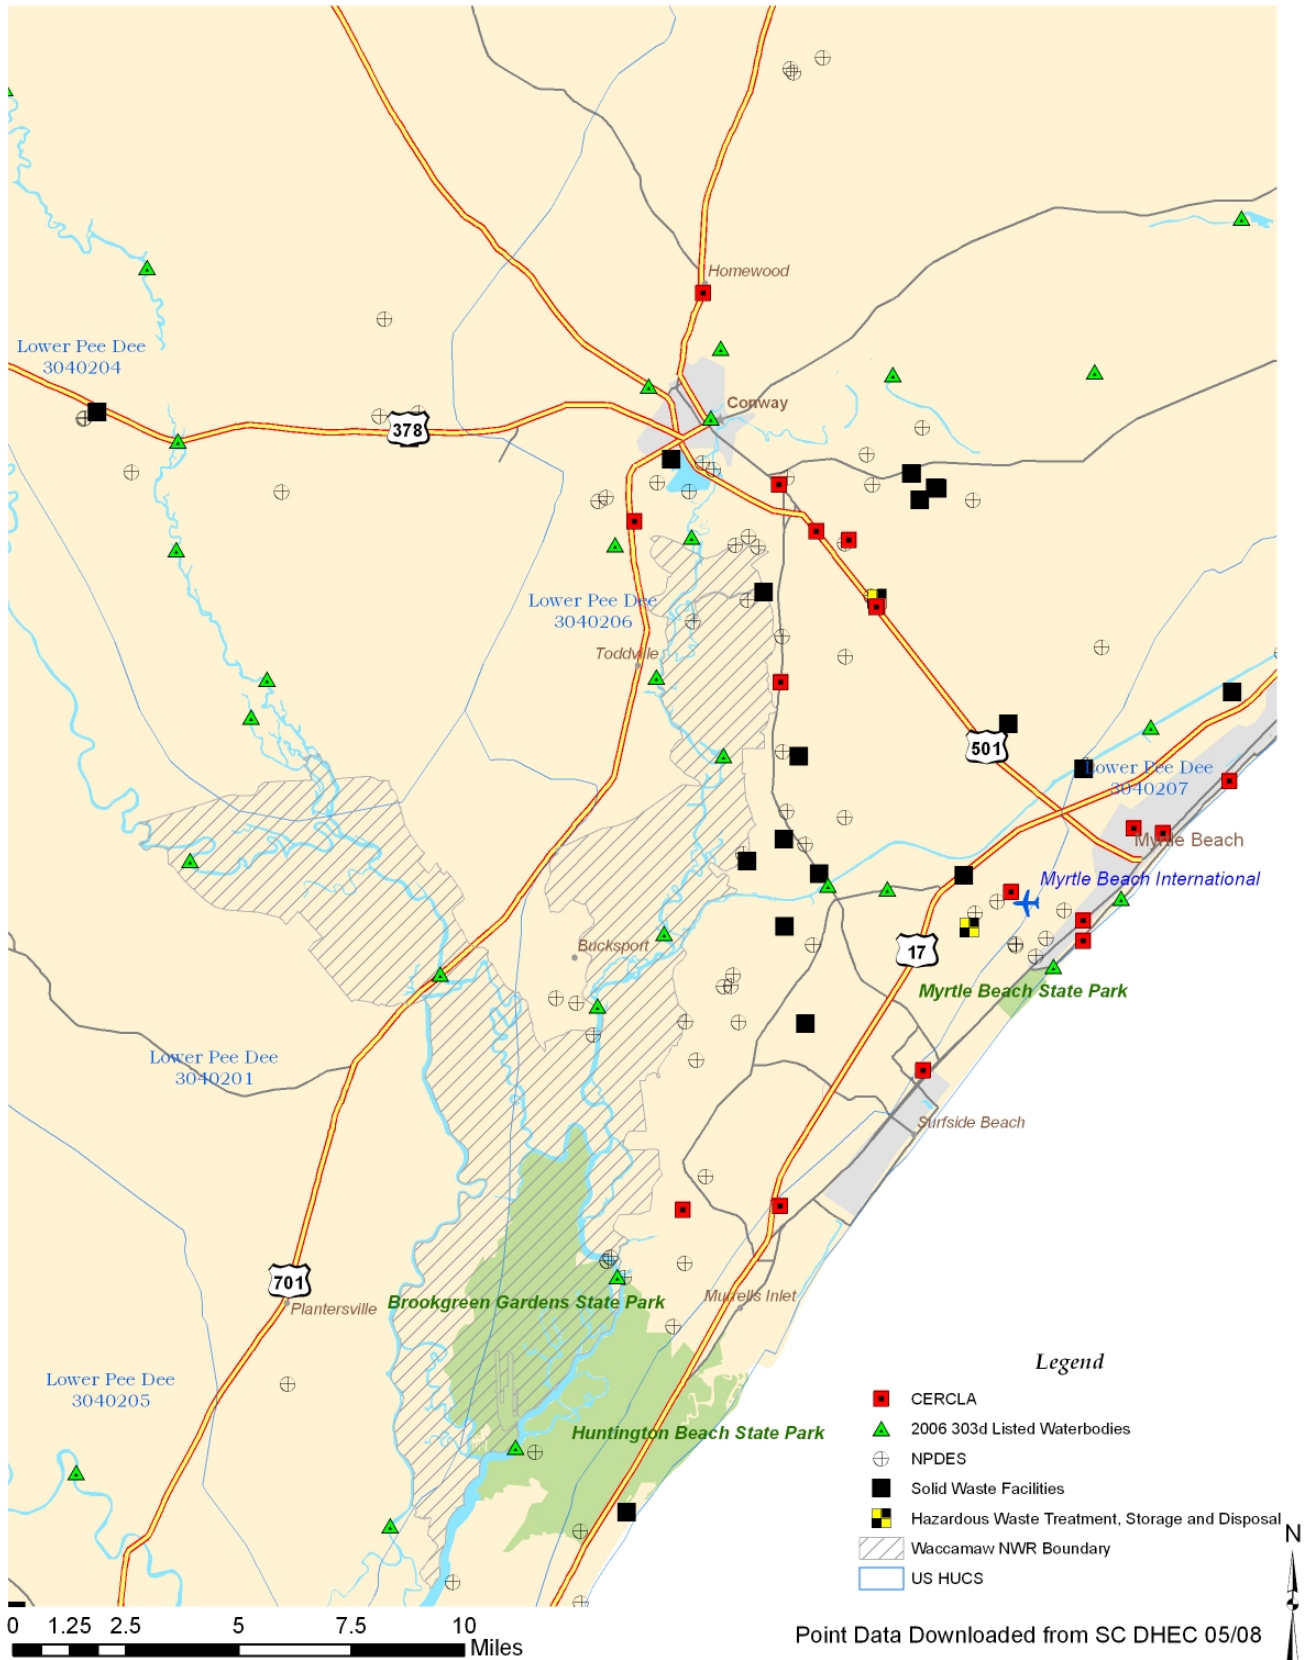 Homewood
Lower Pee Dee
3040204
Conway
378
Lower Pee Dee
3040206
Toddville
501
Lower Pee Dee
3040207
Myrtle Beach
Myrtle Beach International
Bucksport
17
Myrtle Beach State Park
Lower Pee Dee
3040201
Surfside Beach
701
Plantersville
Brookgreen Gardens State Park
Murrells Inlet
Lower Pee Dee
3040205
Huntington Beach State Park
Legend
CERCLA
2006 303d Listed Waterbodies
NPDES
Solid Waste Facilities
Hazardous Waste Treatment, Storage and Disposal
Waccamaw NWR Boundary
US HUCS
N
0 1.25 2.5 5 7.5 10
Miles
Point Data Downloaded from SC DHEC 05/08